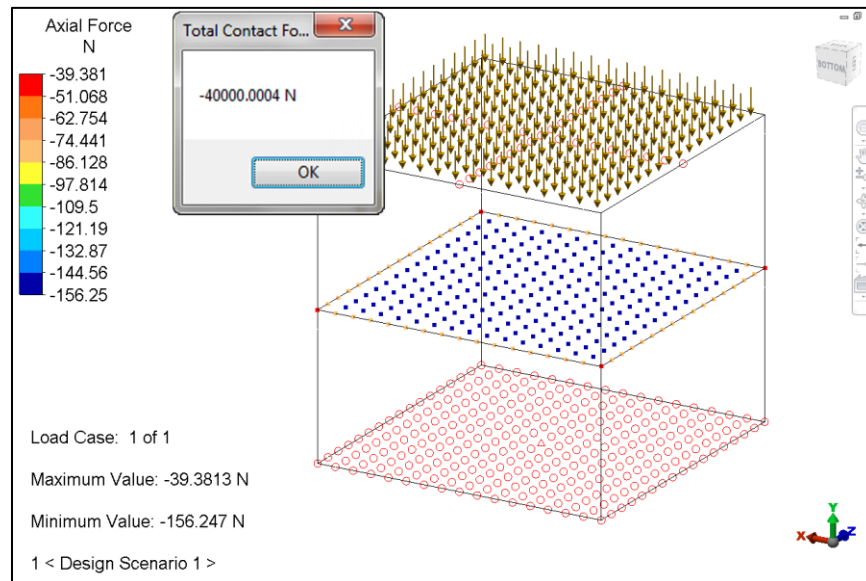 Axial Force
N
-39.381
-51.068
-62.754
-74.441
-86.128
-97.814
-109.5
-121.19
-132.87
-144.56
-156.25
Total Contact Fo...
-40000.0004 N
OK
BOTTOM
Load Case: 1 of 1
Maximum Value: -39.3813 N
Minimum Value: -156.247 N
1 < Design Scenario 1 >
Y
X
Z